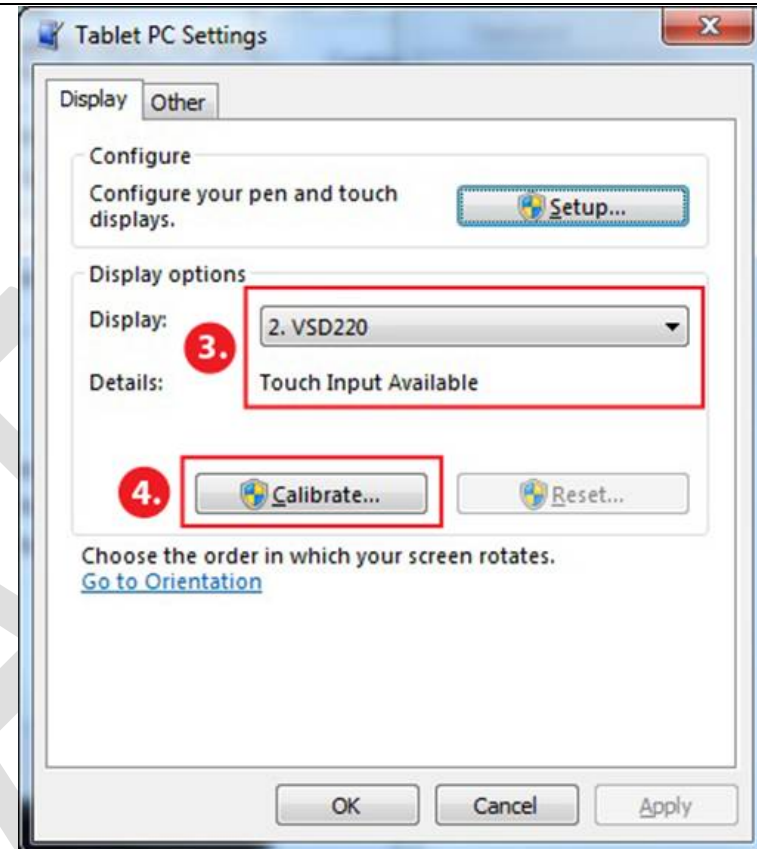 Tablet PC Settings
Display Other
Configure
Configure your pen and touch
displays.
Setup...
Display options
Display:
3.
2. VSD220
Details:
Touch Input Available
4.
Calibrate...
Reset...
Choose the order in which your screen rotates.
Go to Orientation
OK
Cancel
Apply